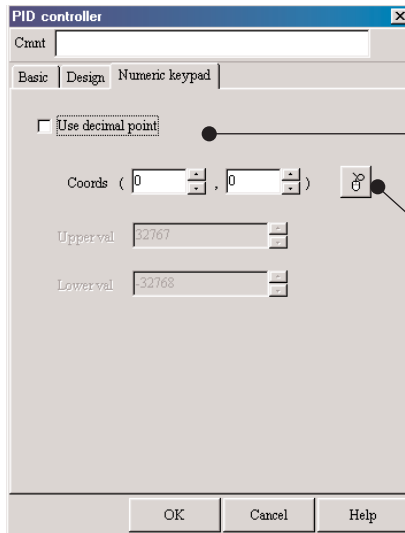 PID controller
Cmnt
Basic Design Numeric keypad
Use decimal point
Coords ( 0 , 0 )
Upper val 32767
Lower val -32768
OK Cancel Help